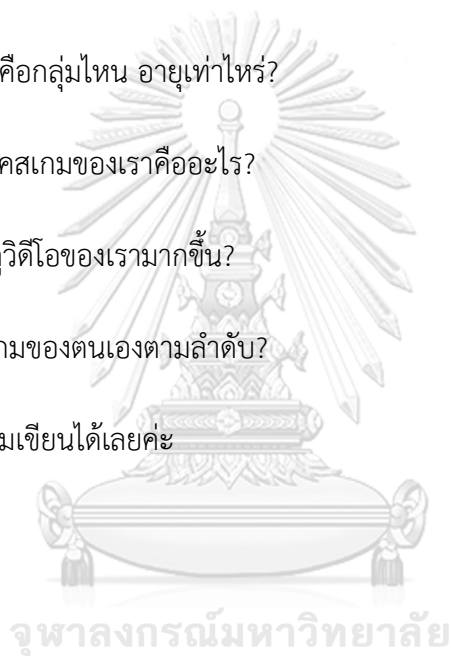 คือกลุ่มไหน อายุเท่าไหร่?
คสเกมของเราคืออะไร?
ดูวิดีโอของเรามากขึ้น?
กมของตนเองตามลำดับ?
มเขียนได้เลยค่ะ
จุฬาลงกรณ์มหาวิทยาลัย